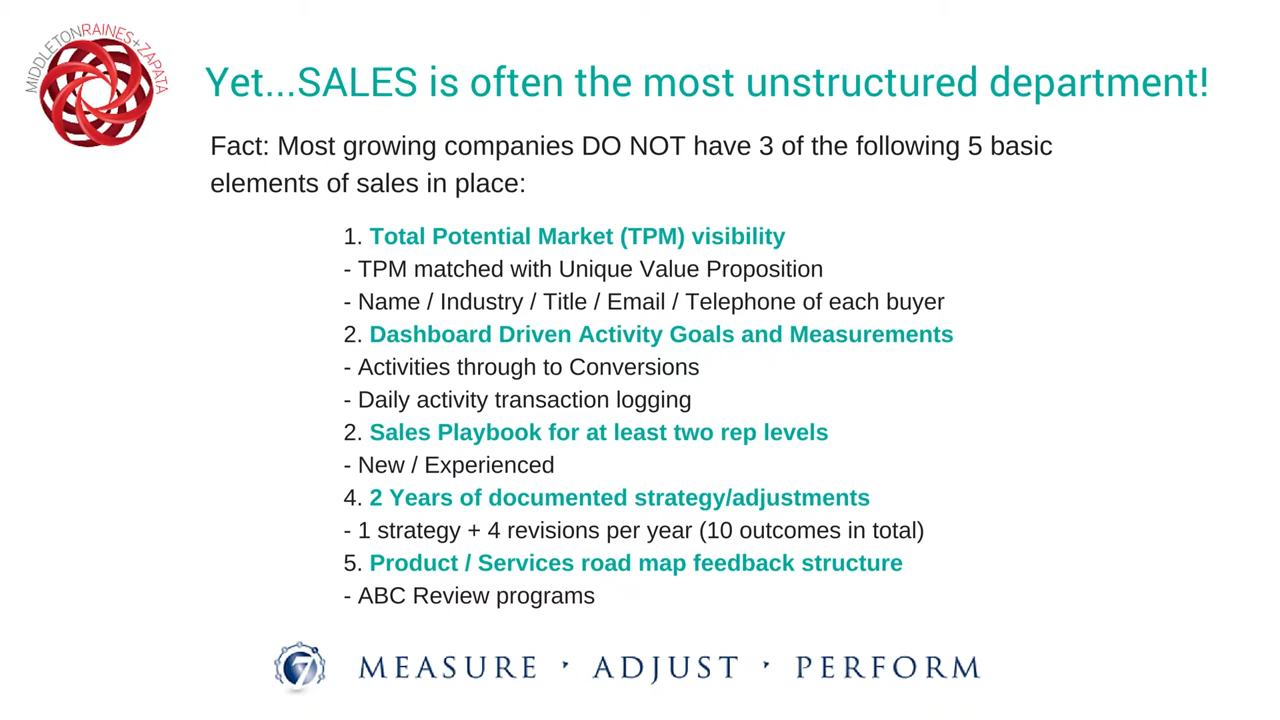 MIDDLETONRAINES+ZAPATA
Yet...SALES is often the most unstructured department!
Fact: Most growing companies DO NOT have 3 of the following 5 basic
elements of sales in place:
1. Total Potential Market (TPM) visibility
- TPM matched with Unique Value Proposition
- Name / Industry / Title / Email / Telephone of each buyer
2. Dashboard Driven Activity Goals and Measurements
- Activities through to Conversions
- Daily activity transaction logging
2. Sales Playbook for at least two rep levels
- New / Experienced
4. 2 Years of documented strategy/adjustments
- 1 strategy + 4 revisions per year (10 outcomes in total)
5. Product / Services road map feedback structure
- ABC Review programs
7 MEASURE ▸ ADJUST ▸ PERFORM